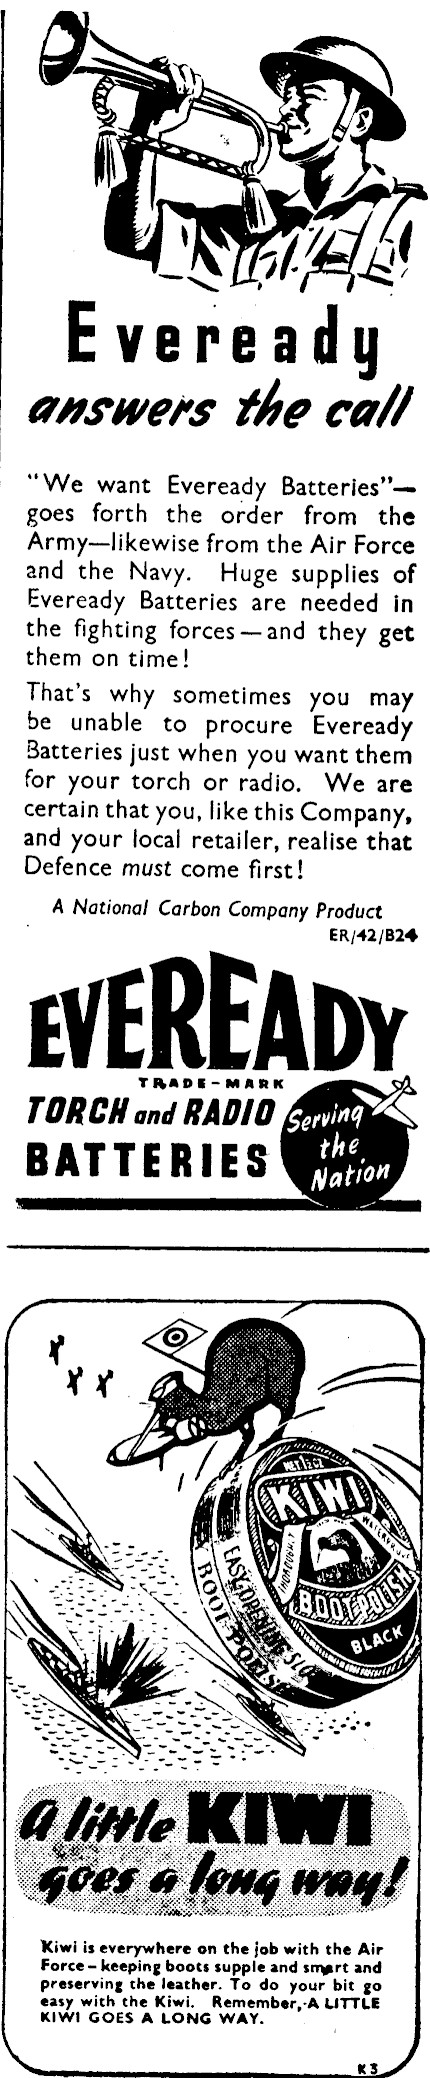 Eveready
answers the call
"We want Eveready Batteries"—
goes forth the order from the
Army—likewise from the Air Force
and the Navy. Huge supplies of
Eveready Batteries are needed in
the fighting forces—and they get
them on time!
That's why sometimes you may
be unable to procure Eveready
Batteries just when you want them
for your torch or radio. We are
certain that you, like this Company,
and your local retailer, realise that
Defence must come first!
A National Carbon Company Product
ER/42/B24
EVEREADY
TRADE-MARK
TORCH and RADIO
BATTERIES
Serving
the
Nation
KIWI
BOOT POLISH
BLACK
EASY-OPENING
BOOT POLISH
A little KIWI
goes a long way!
Kiwi is everywhere on the job with the Air
Force—keeping boots supple and smart and
preserving the leather. To do your bit go
easy with the Kiwi. Remember, A LITTLE
KIWI GOES A LONG WAY.
K3